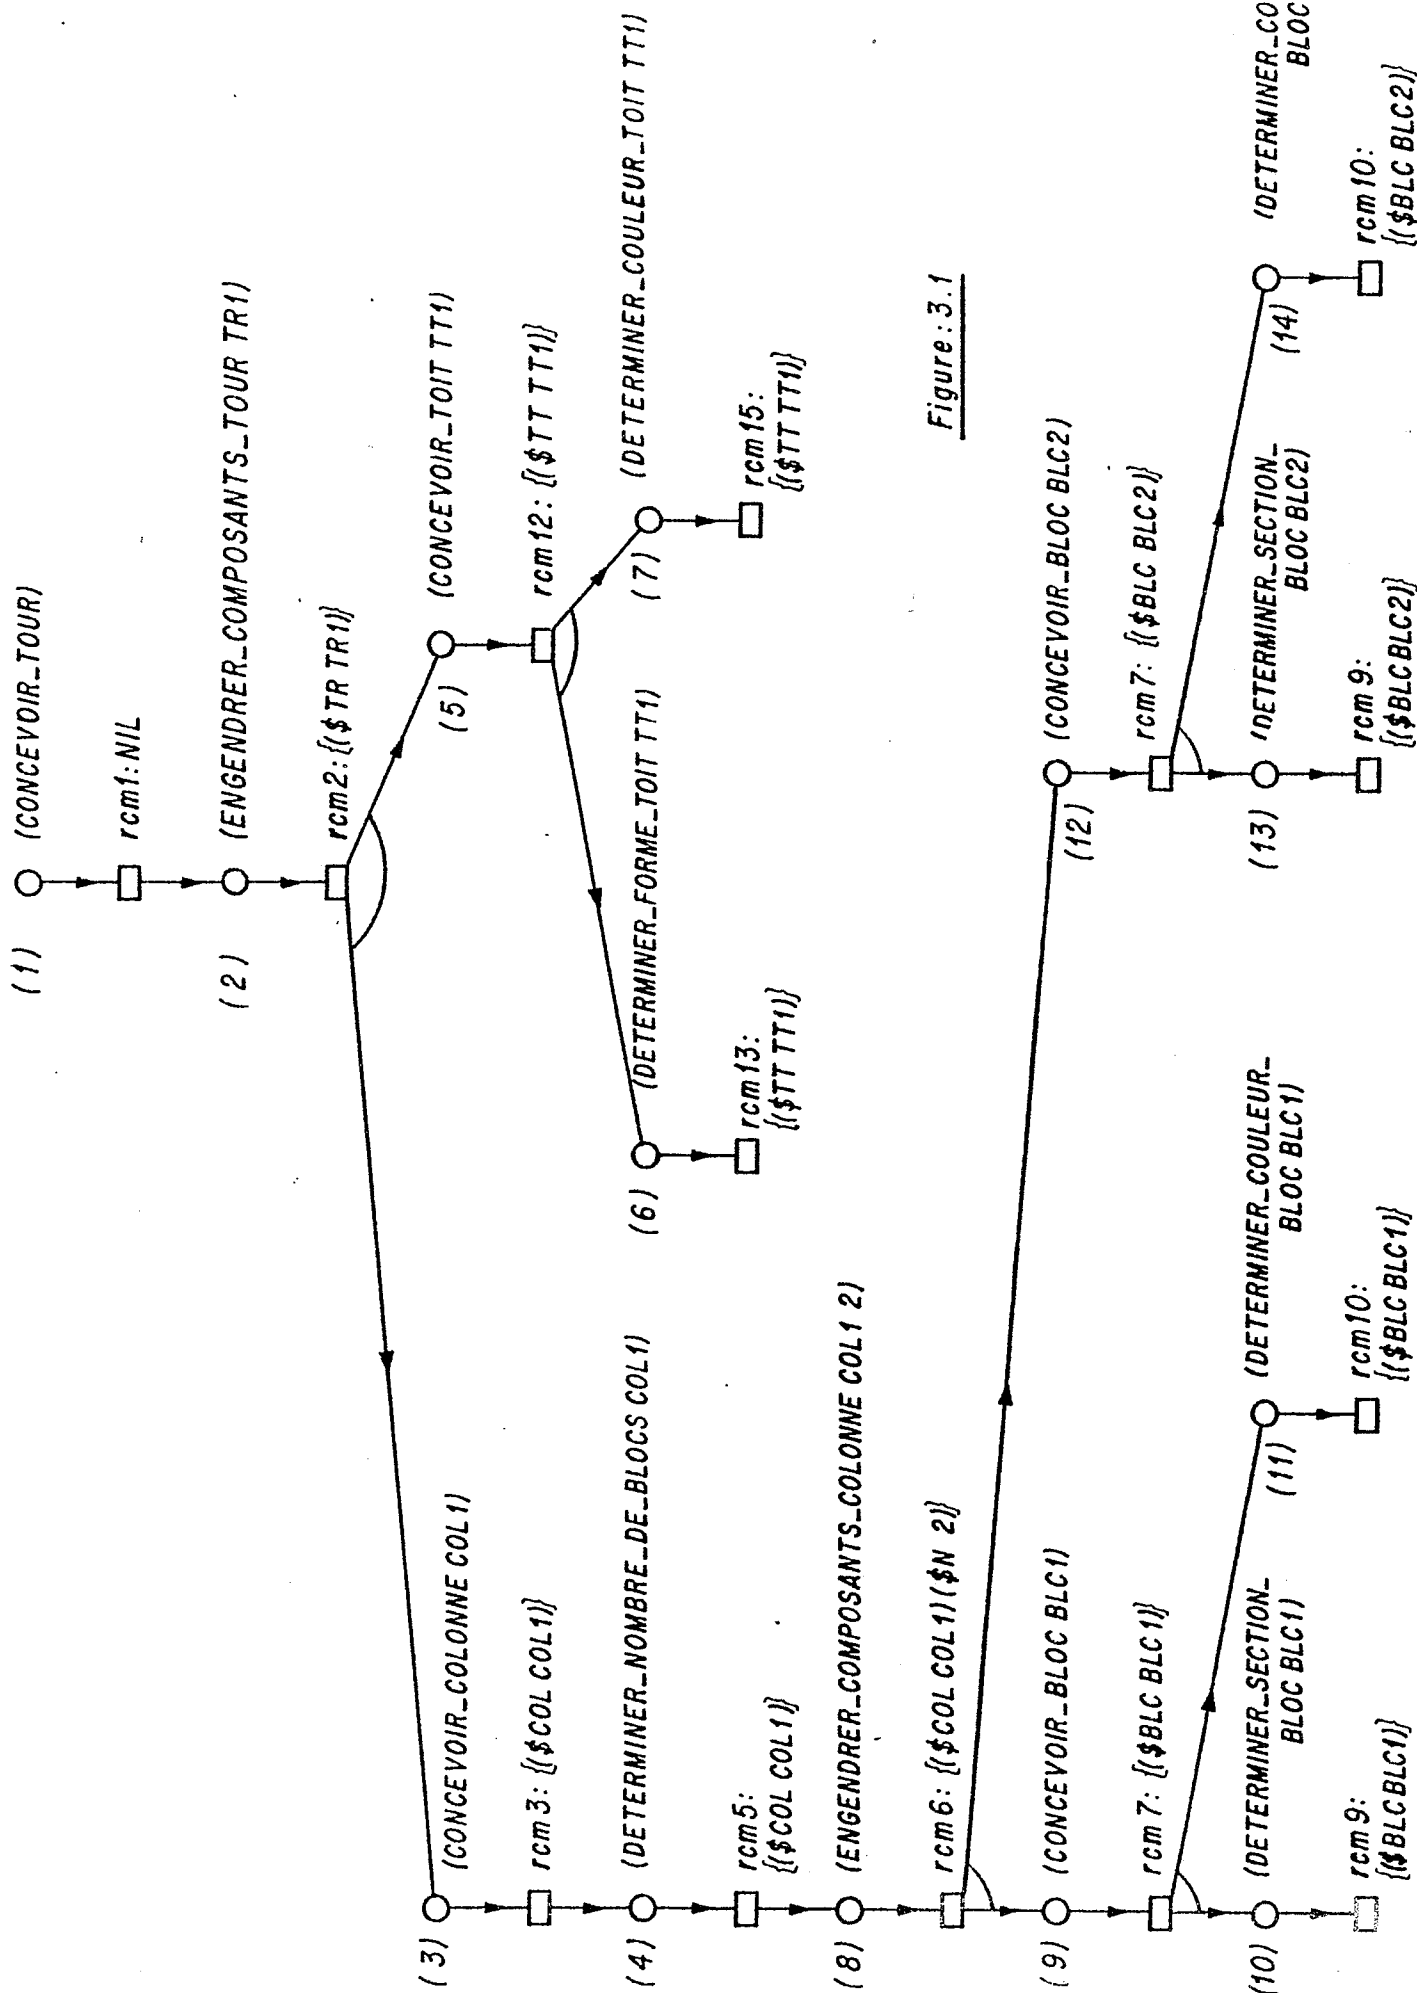 (1)
(CONCEVOIR_TOUR)
rcm1:NIL
(2)
(ENGENDRER_COMPOSANTS_TOUR TR1)
rcm2:{($TR TR1)}
(3)
(CONCEVOIR_COLONNE COL1)
(5)
(CONCEVOIR_TOIT TT1)
rcm3: {($COL COL1)}
rcm12: {($TT TT1)}
(4)
(DETERMINER_NOMBRE_DE_BLOCS COL1)
(6)
(DETERMINER_FORME_TOIT TT1)
(7)
(DETERMINER_COULEUR_TOIT TT1)
rcm5:
{($COL COL1)}
rcm13:
{($TT TT1)}
rcm15:
{($TT TT1)}
(8)
(ENGENDRER_COMPOSANTS_COLONNE COL1 2)
rcm6: {($COL COL1)($N 2)}
Figure:3.1
(9)
(CONCEVOIR_BLOC BLC1)
(12)
(CONCEVOIR_BLOC BLC2)
rcm7: {($BLC BLC1)}
rcm7: {($BLC BLC2)}
(10)
(DETERMINER_SECTION_
BLOC BLC1)
(11)
(DETERMINER_COULEUR_
BLOC BLC1)
(13)
(DETERMINER_SECTION_
BLOC BLC2)
(14)
(DETERMINER_CO
BLOC
rcm9:
{($BLC BLC1)}
rcm10:
{($BLC BLC1)}
rcm9:
{($BLC BLC2)}
rcm10:
{($BLC BLC2)}